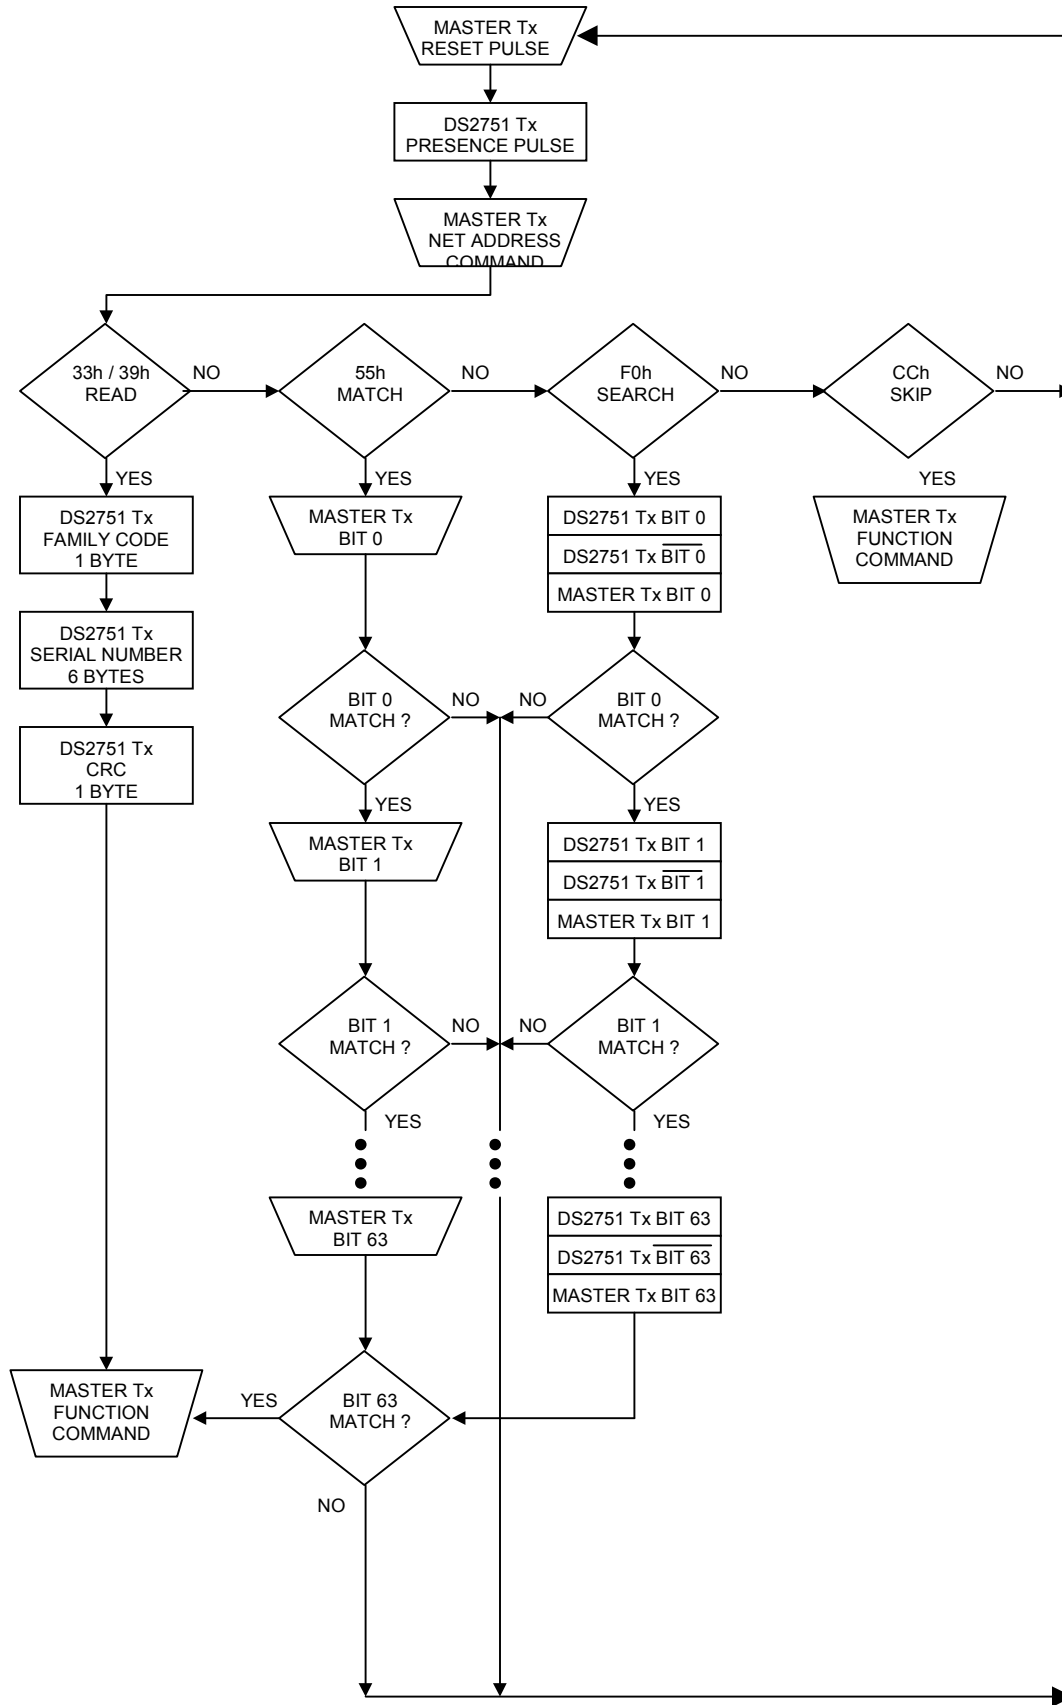 MASTER Tx
RESET PULSE
DS2751 Tx
PRESENCE PULSE
MASTER Tx
NET ADDRESS
COMMAND
33h / 39h
READ
NO
55h
MATCH
NO
F0h
SEARCH
NO
CCh
SKIP
NO
YES
YES
YES
YES
DS2751 Tx
FAMILY CODE
1 BYTE
MASTER Tx
BIT 0
DS2751 Tx BIT 0
DS2751 Tx B̅I̅T̅ ̅0̅
MASTER Tx BIT 0
MASTER Tx
FUNCTION
COMMAND
DS2751 Tx
SERIAL NUMBER
6 BYTES
BIT 0
MATCH ?
NO
NO
BIT 0
MATCH ?
DS2751 Tx
CRC
1 BYTE
YES
YES
MASTER Tx
BIT 1
DS2751 Tx BIT 1
DS2751 Tx B̅I̅T̅ ̅1̅
MASTER Tx BIT 1
BIT 1
MATCH ?
NO
NO
BIT 1
MATCH ?
YES
YES
MASTER Tx
BIT 63
DS2751 Tx BIT 63
DS2751 Tx B̅I̅T̅ ̅6̅3̅
MASTER Tx BIT 63
MASTER Tx
FUNCTION
COMMAND
YES
BIT 63
MATCH ?
NO